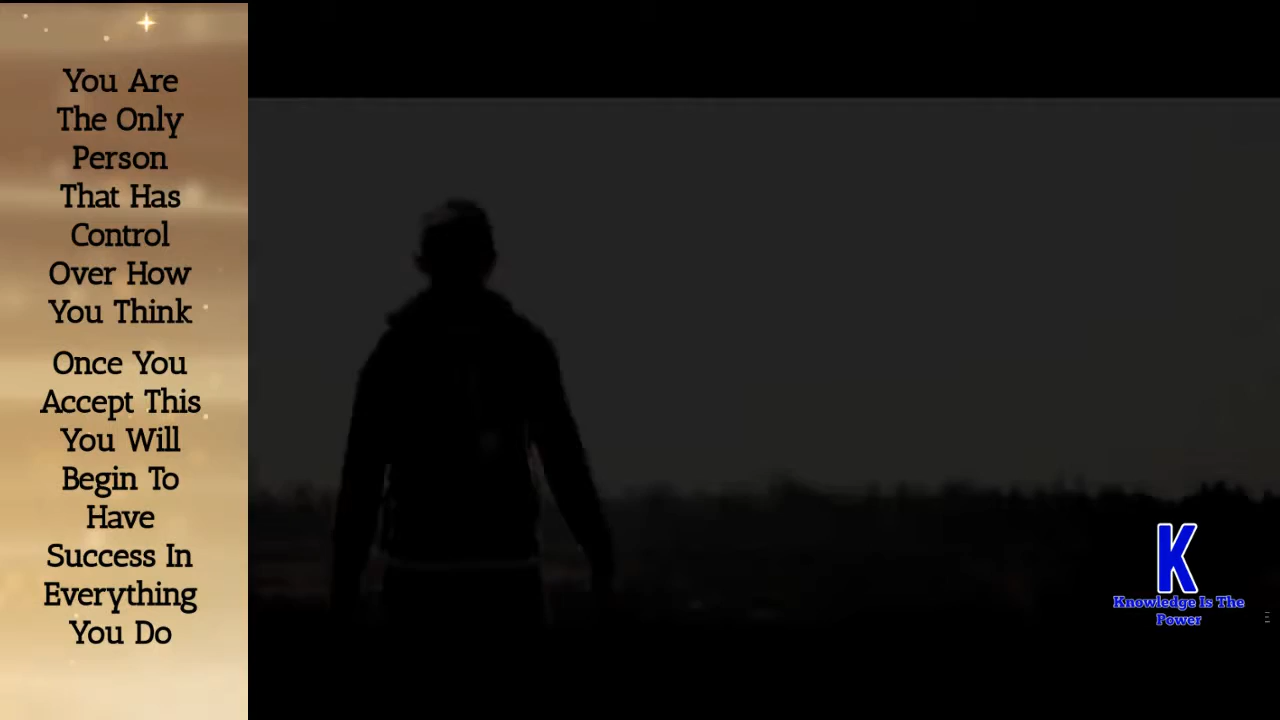 You Are
The Only
Person
That Has
Control
Over How
You Think
Once You
Accept This
You Will
Begin To
Have
Success In
Everything
You Do
K
Knowledge Is The
Power